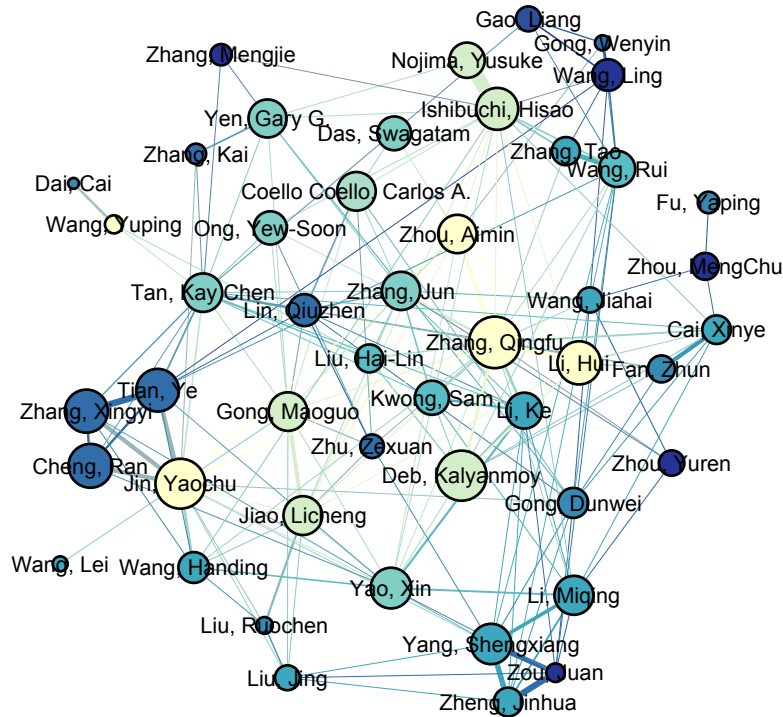 Gao, Liang
Gong, Wenyin
Zhang, Mengjie
Nojima, Yusuke
Wang, Ling
Ishibuchi, Hisao
Yen, Gary G.
Das, Swagatam
Zhang, Kai
Zhang, Tao
Wang, Rui
Dai, Cai
Coello Coello, Carlos A.
Fu, Yaping
Wang, Yuping
Ong, Yew-Soon
Zhou, Aimin
Zhou, MengChu
Tan, Kay Chen
Zhang, Jun
Lin, Qiuzhen
Wang, Jiahai
Cai, Xinye
Zhang, Qingfu
Liu, Hai-Lin
Li, Hui
Fan, Zhun
Tian, Ye
Kwong, Sam
Zhang, Xingyi
Gong, Maoguo
Li, Ke
Zhu, Zexuan
Cheng, Ran
Zhou, Yuren
Deb, Kalyanmoy
Jin, Yaochu
Gong, Dunwei
Jiao, Licheng
Wang, Lei
Wang, Handing
Yao, Xin
Li, Miqing
Liu, Ruochen
Yang, Shengxiang
Zou, Juan
Liu, Jing
Zheng, Jinhua